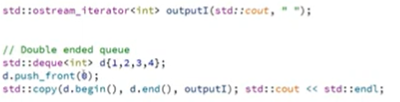 std::ostream_iterator<int> outputI(std::cout, " ");
// Double ended queue
std::deque<int> d{1,2,3,4};
d.push_front(0);
std::copy(d.begin(), d.end(), outputI); std::cout << std::endl;